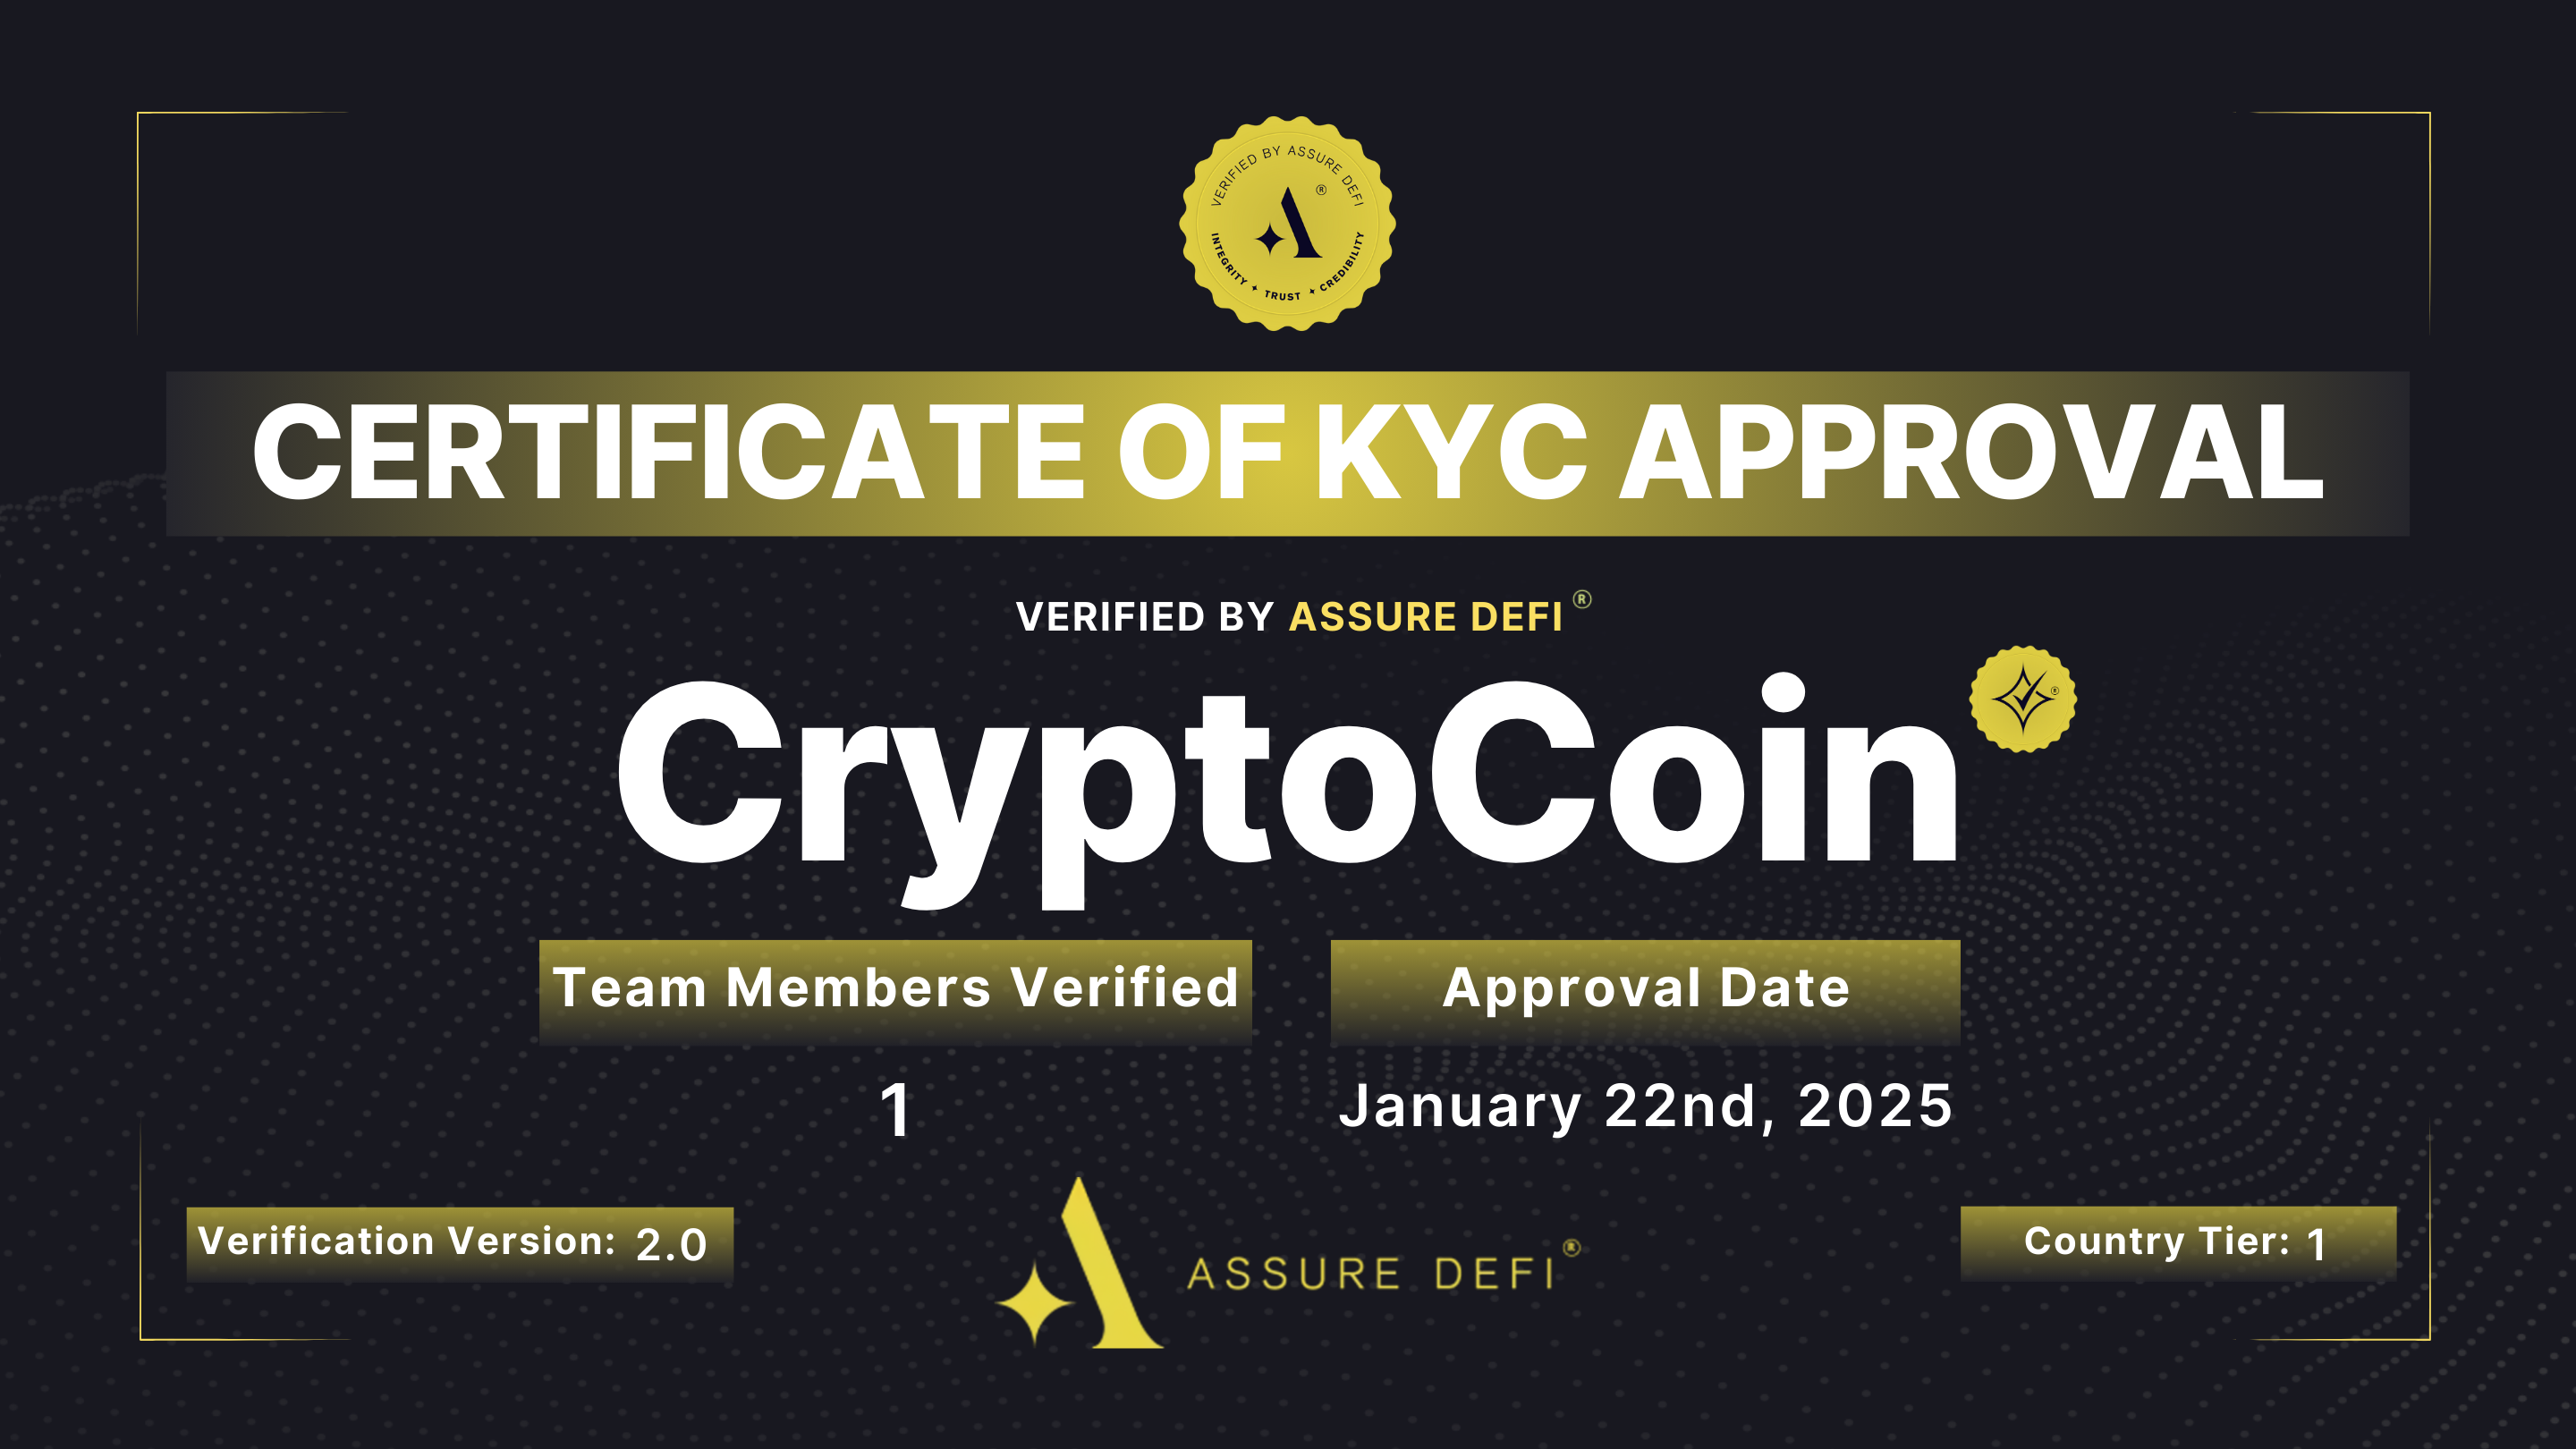 VERIFIED BY ASSURE DEFI
A ®
INTEGRITY ✦ TRUST ✦ CREDIBILITY
CERTIFICATE OF KYC APPROVAL
VERIFIED BY ASSURE DEFI®
CryptoCoin
®
Team Members Verified
Approval Date
1
January 22nd, 2025
Verification Version: 2.0
A ASSURE DEFI®
Country Tier: 1